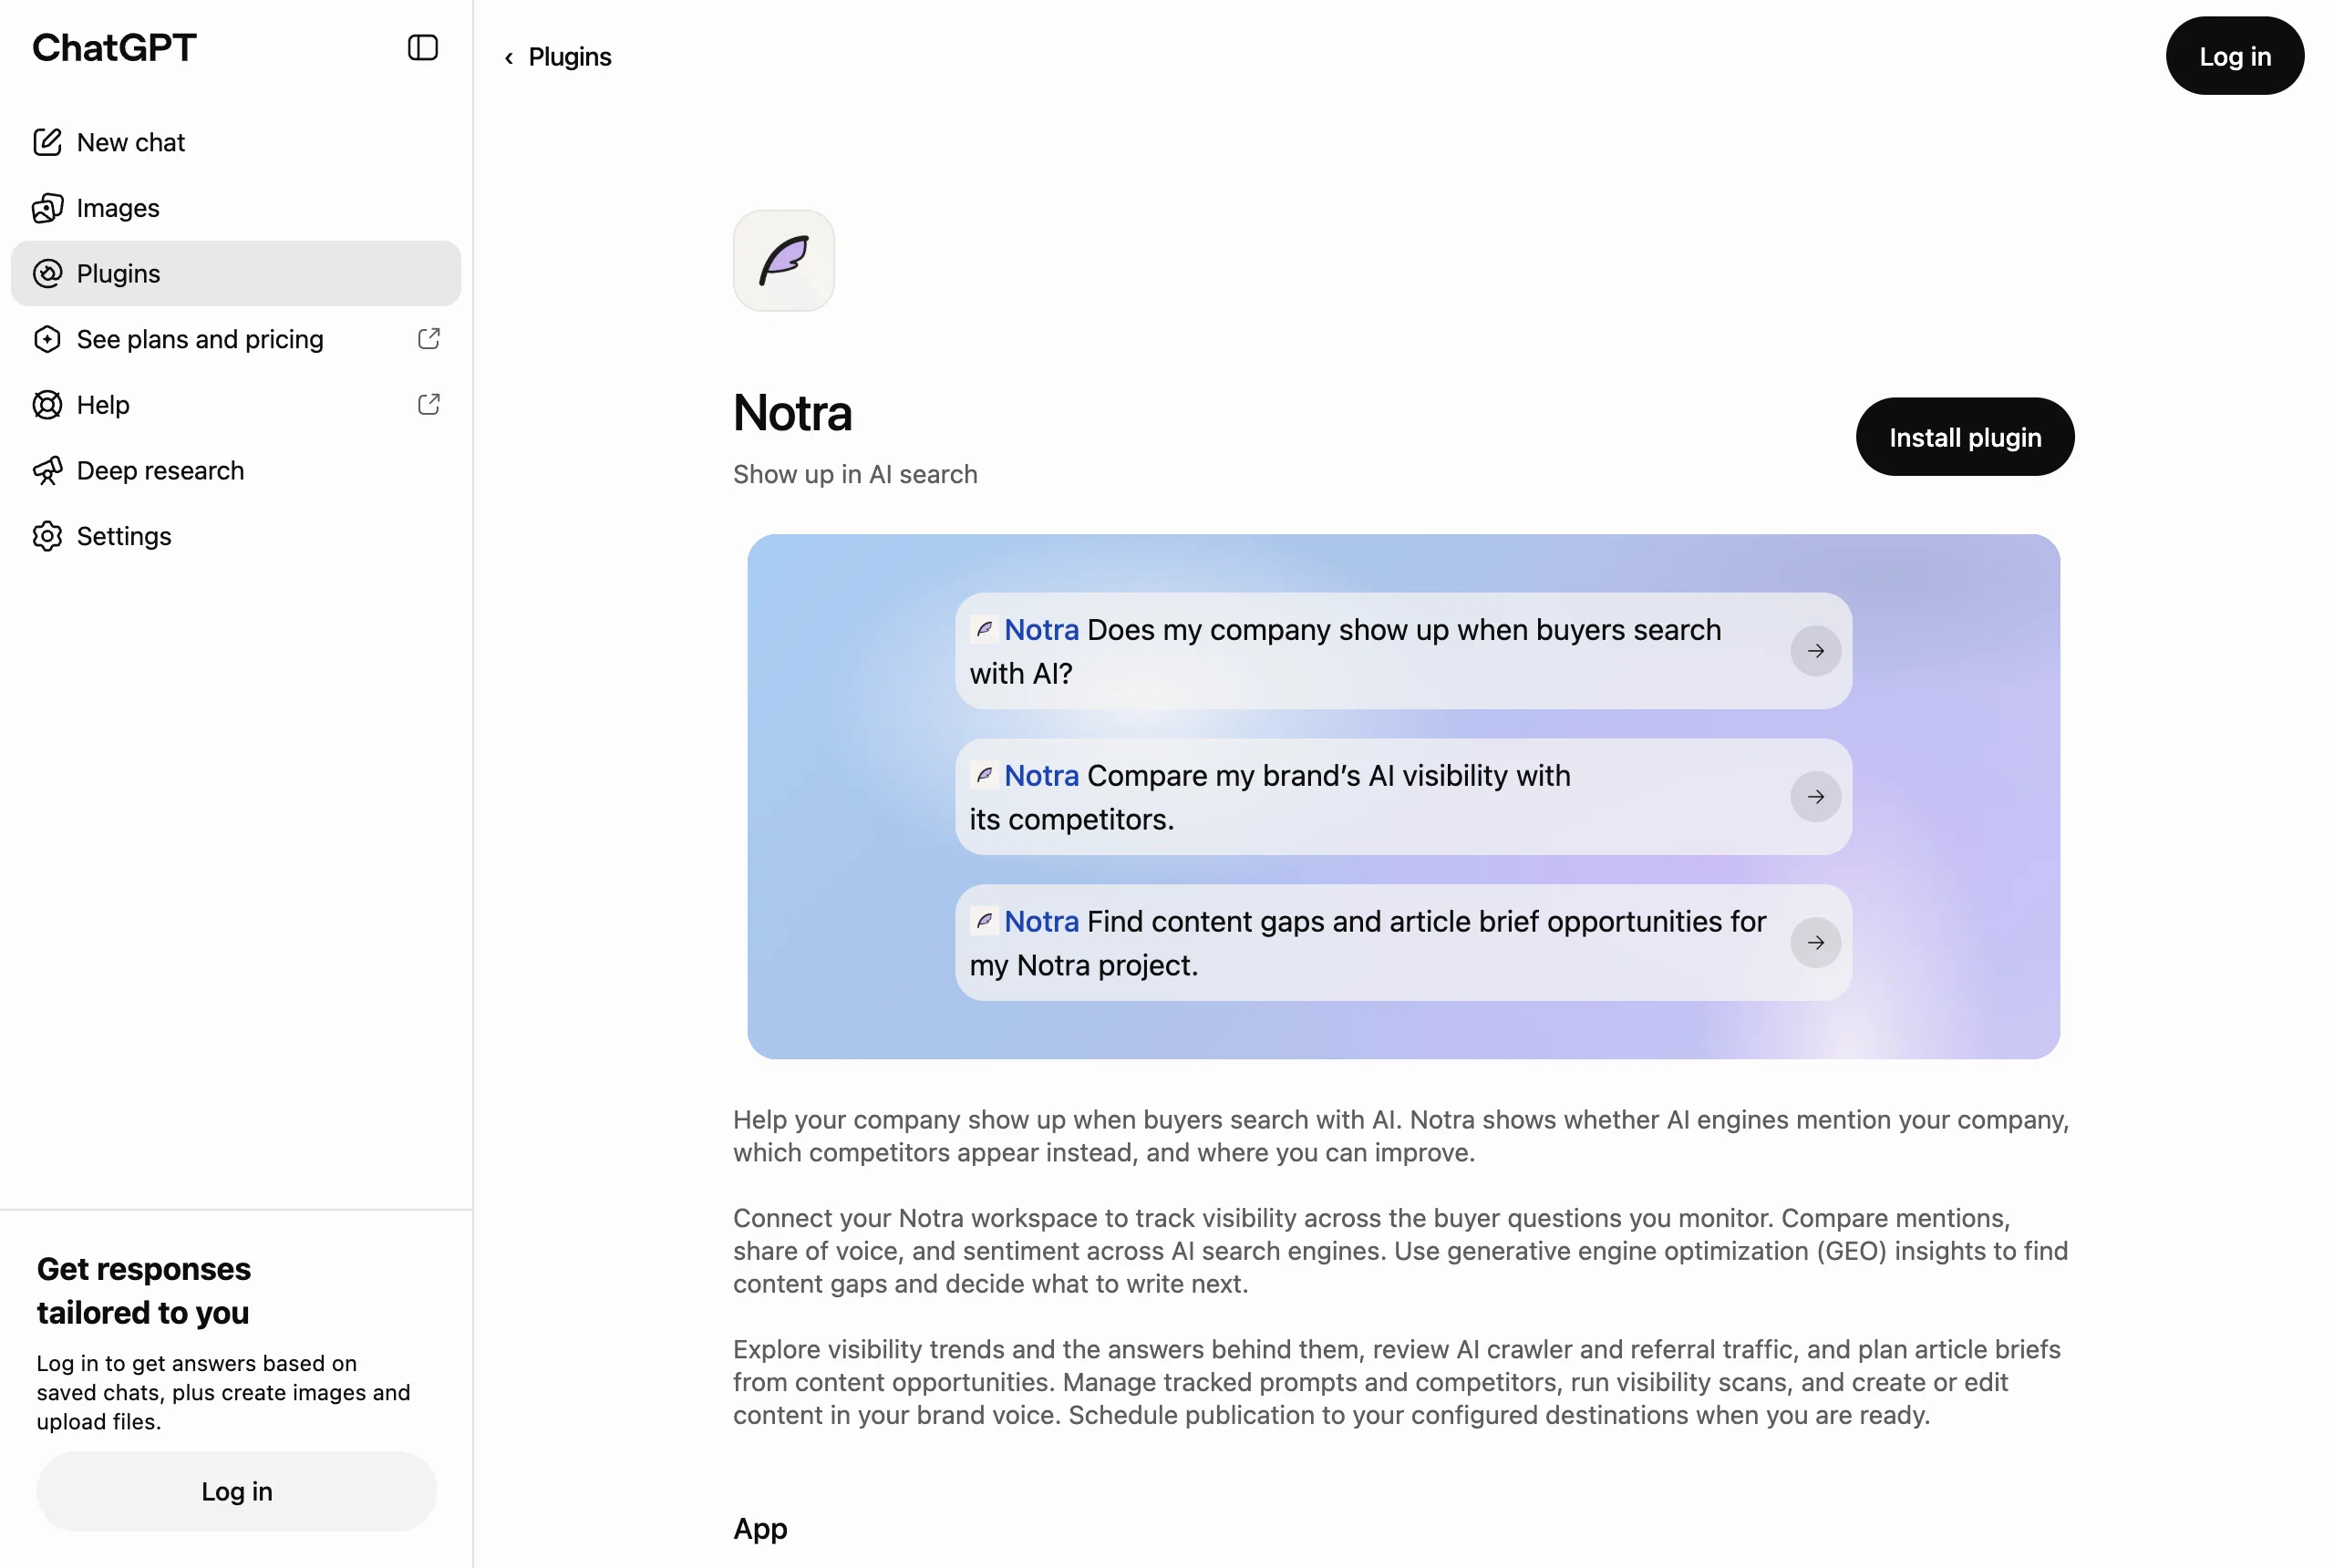 ChatGPT
New chat
Images
Plugins
See plans and pricing
Help
Deep research
Settings
Get responses
tailored to you
Log in to get answers based on
saved chats, plus create images and
upload files.
Log in
‹ Plugins
Log in
Notra
Show up in AI search
Install plugin
Notra Does my company show up when buyers search
with AI?
Notra Compare my brand’s AI visibility with
its competitors.
Notra Find content gaps and article brief opportunities for
my Notra project.
Help your company show up when buyers search with AI. Notra shows whether AI engines mention your company,
which competitors appear instead, and where you can improve.
Connect your Notra workspace to track visibility across the buyer questions you monitor. Compare mentions,
share of voice, and sentiment across AI search engines. Use generative engine optimization (GEO) insights to find
content gaps and decide what to write next.
Explore visibility trends and the answers behind them, review AI crawler and referral traffic, and plan article briefs
from content opportunities. Manage tracked prompts and competitors, run visibility scans, and create or edit
content in your brand voice. Schedule publication to your configured destinations when you are ready.
App